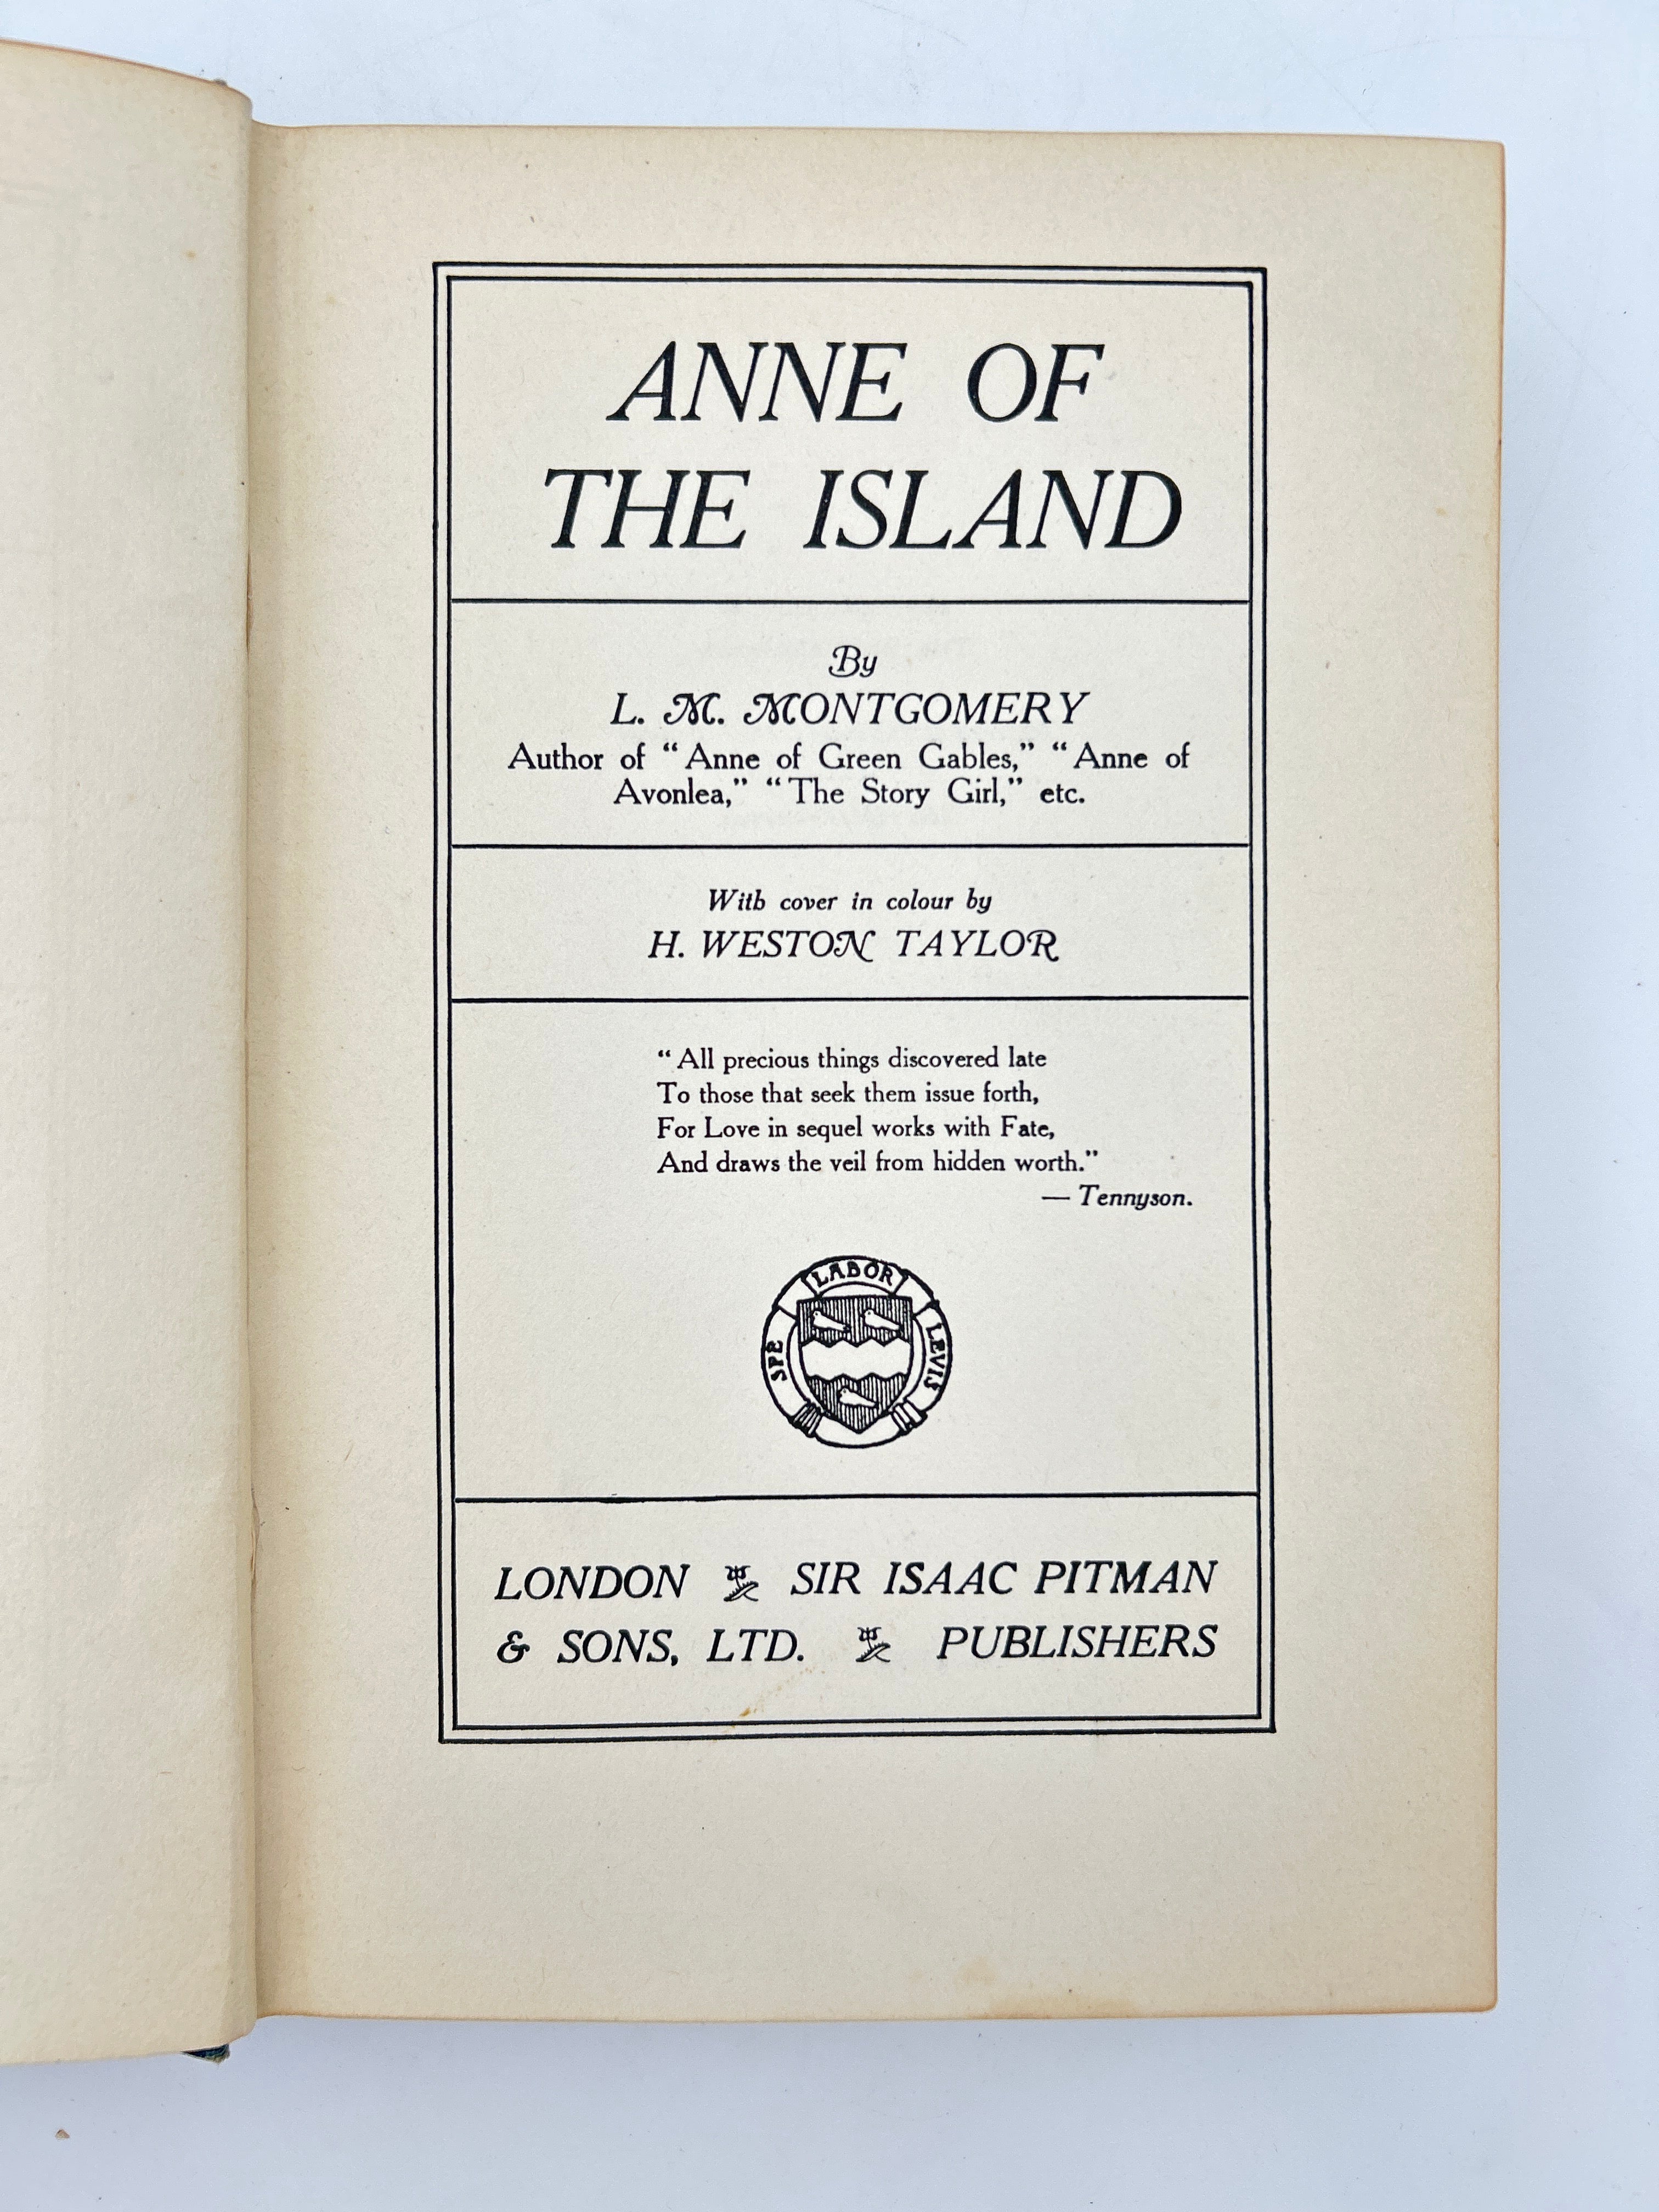 ANNE OF
THE ISLAND
By
L. M. MONTGOMERY
Author of “Anne of Green Gables,” “Anne of
Avonlea,” “The Story Girl,” etc.
With cover in colour by
H. WESTON TAYLOR
“All precious things discovered late
To those that seek them issue forth,
For Love in sequel works with Fate,
And draws the veil from hidden worth.”
— Tennyson.
SPE LABOR LEVIS
LONDON SIR ISAAC PITMAN
& SONS, LTD. PUBLISHERS